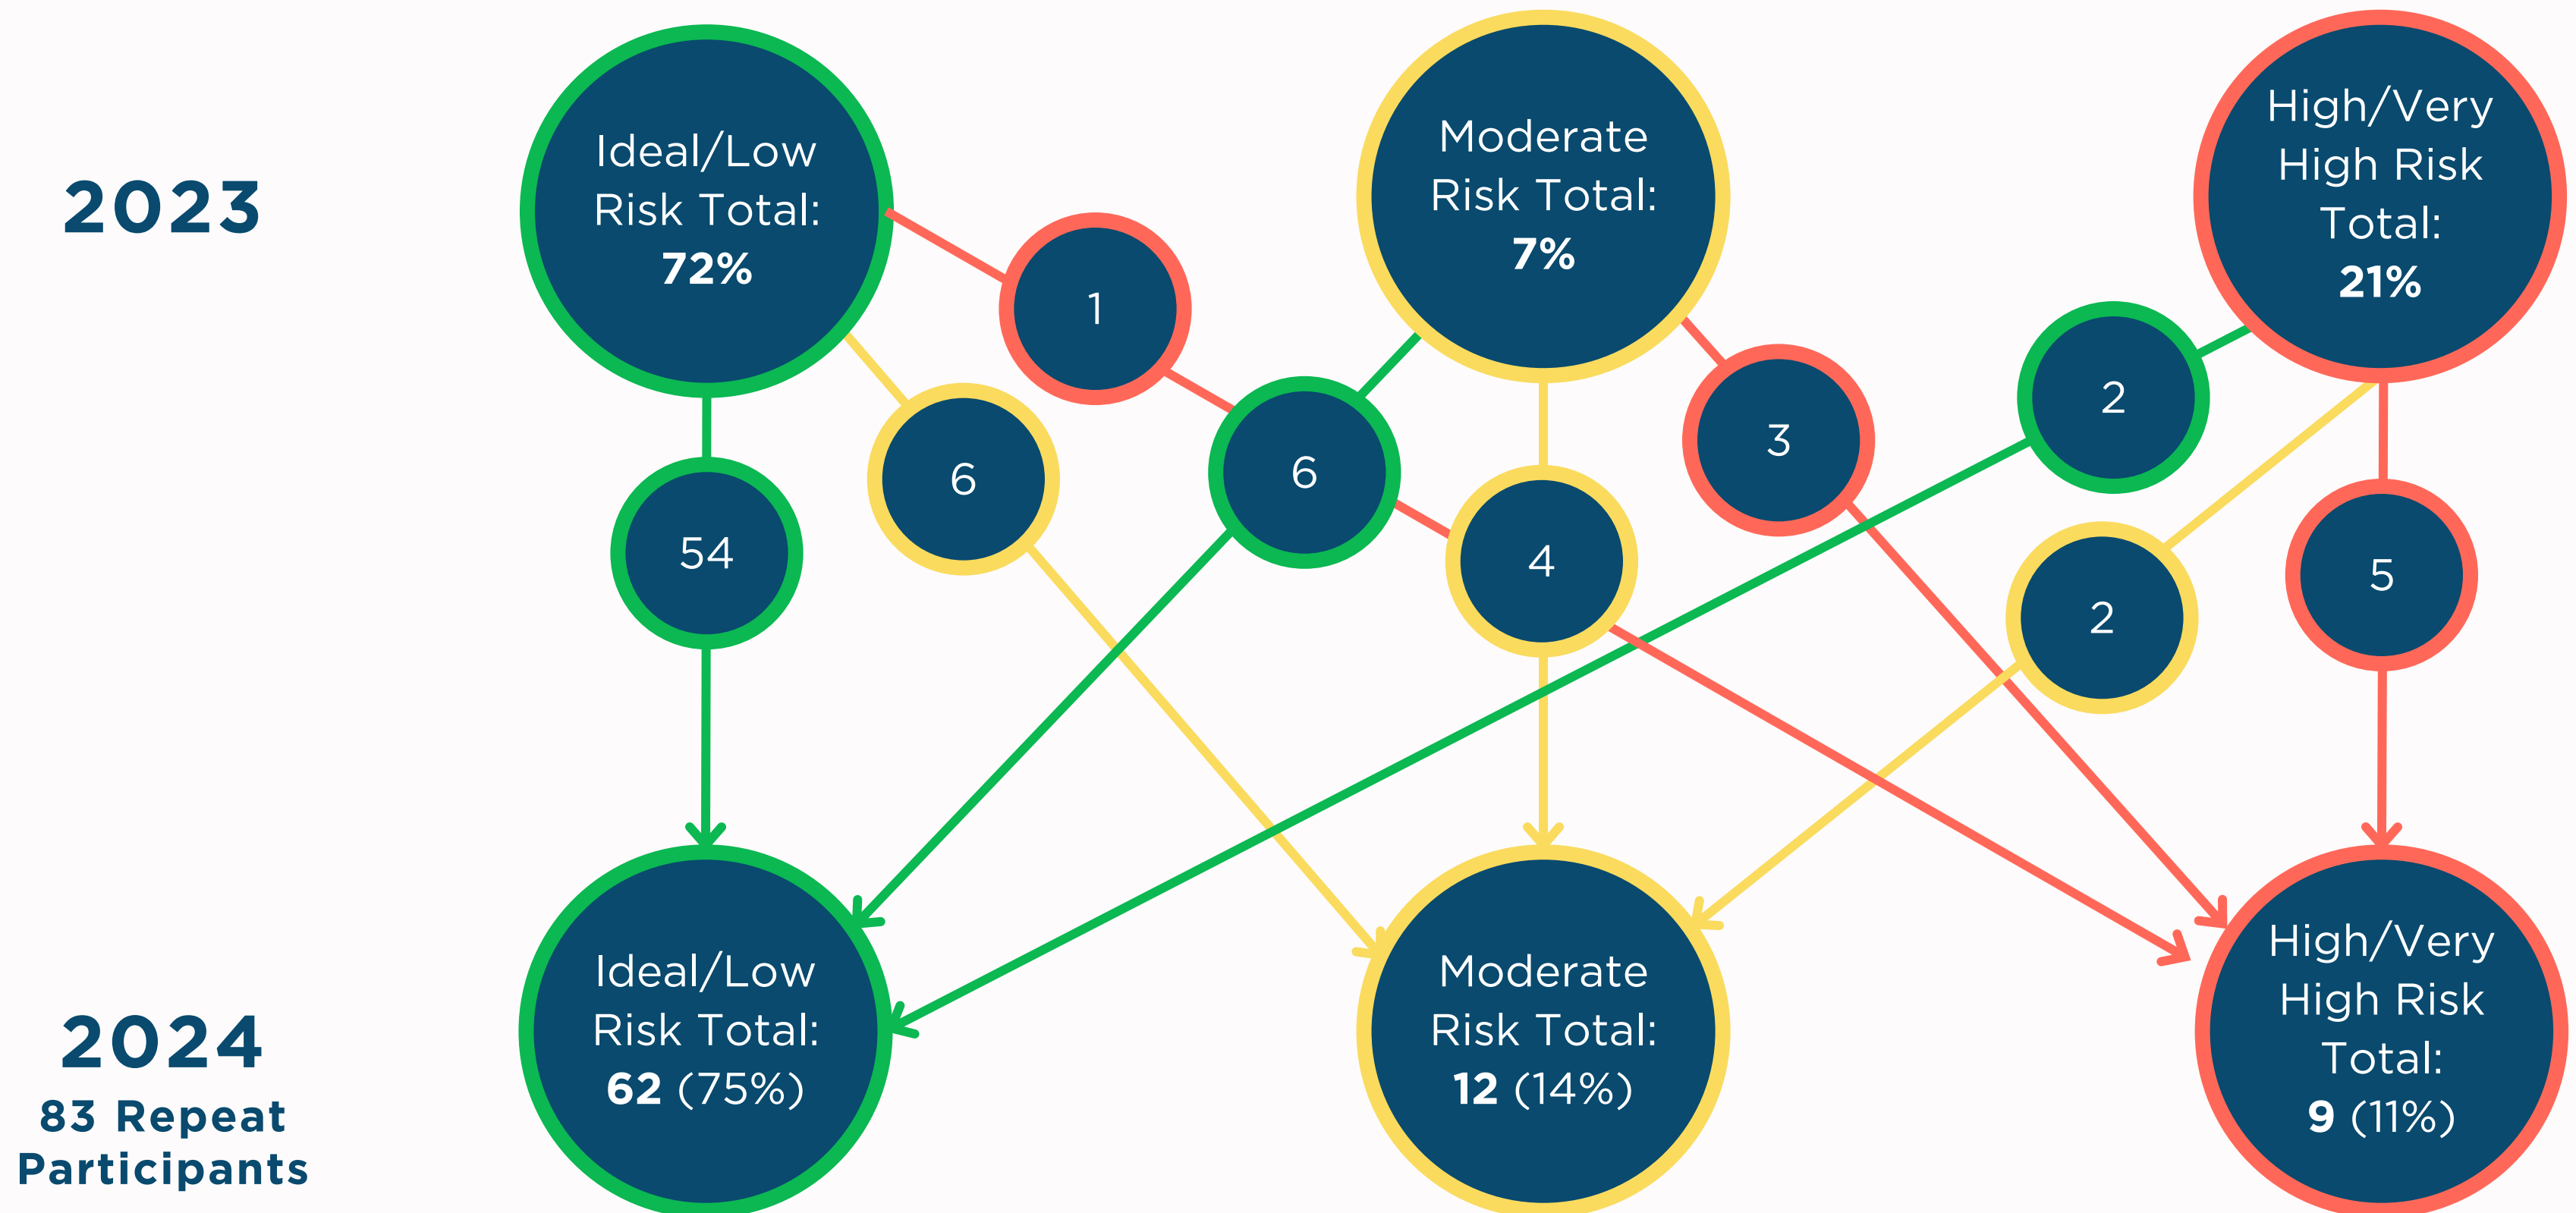 2023
Ideal/Low
Risk Total:
72%
Moderate
Risk Total:
7%
High/Very
High Risk
Total:
21%
1
6
54
6
4
3
2
2
5
2024
83 Repeat
Participants
Ideal/Low
Risk Total:
62 (75%)
Moderate
Risk Total:
12 (14%)
High/Very
High Risk
Total:
9 (11%)